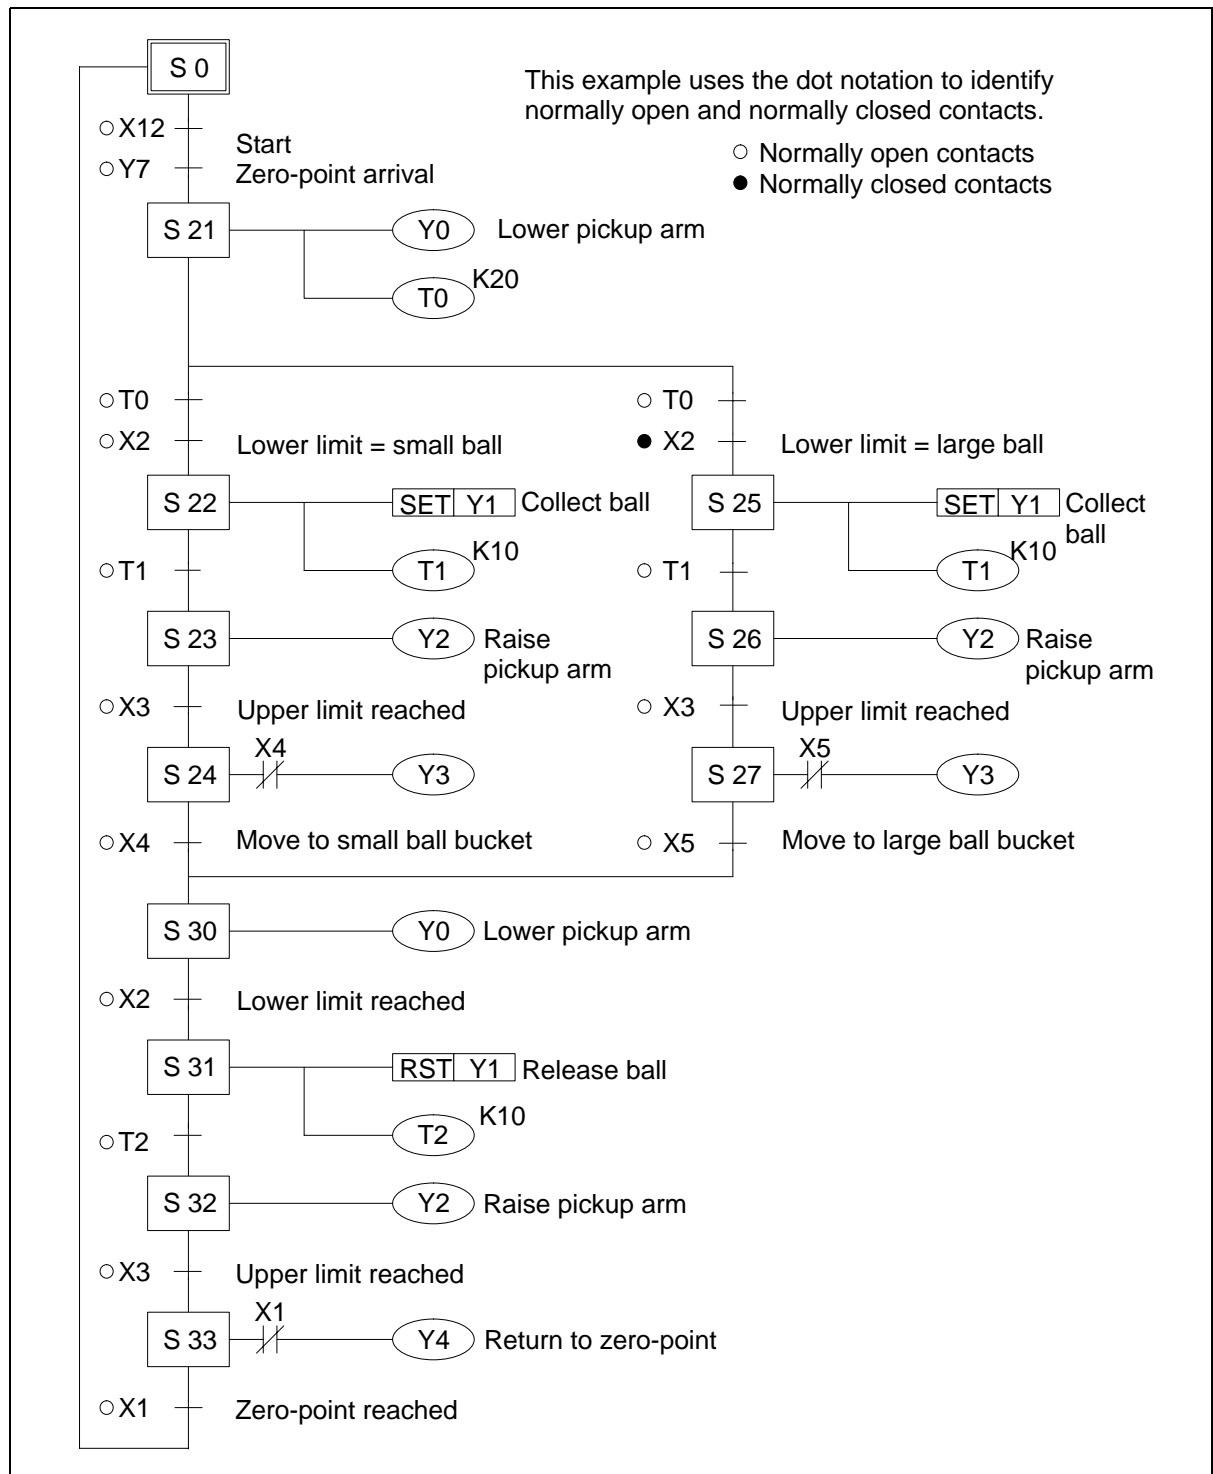 S 0
This example uses the dot notation to identify
normally open and normally closed contacts.
Normally open contacts
Normally closed contacts
X12
Start
Y7
Zero-point arrival
S 21
Y0
Lower pickup arm
T0
K20
T0
T0
X2
Lower limit = small ball
X2
Lower limit = large ball
S 22
SET Y1 Collect ball
S 25
SET Y1 Collect
ball
T1
T1
K10
T1
T1
K10
S 23
Y2
Raise
pickup arm
S 26
Y2
Raise
pickup arm
X3
Upper limit reached
X3
Upper limit reached
S 24
X4
Y3
S 27
X5
Y3
X4
Move to small ball bucket
X5
Move to large ball bucket
S 30
Y0
Lower pickup arm
X2
Lower limit reached
S 31
RST Y1 Release ball
T2
K10
T2
S 32
Y2
Raise pickup arm
X3
Upper limit reached
S 33
X1
Y4
Return to zero-point
X1
Zero-point reached